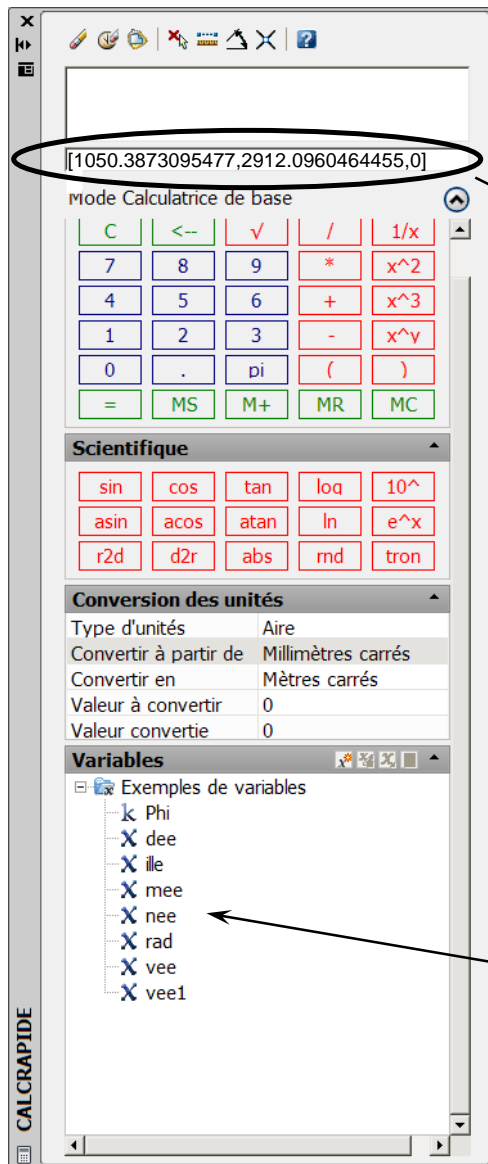 [1050.3873095477,2912.0960464455,0]
Mode Calculatrice de base
C <-- √ / 1/x
7 8 9 * x^2
4 5 6 + x^3
1 2 3 - x^y
0 . pi ( )
= MS M+ MR MC
Scientifique
sin cos tan log 10^
asin acos atan ln e^x
r2d d2r abs rnd tron
Conversion des unités
Type d'unités Aire
Convertir à partir de Millimètres carrés
Convertir en Mètres carrés
Valeur à convertir 0
Valeur convertie 0
Variables
Exemples de variables
k Phi
X dee
X ille
X mee
X nee
X rad
X vee
X vee1
CALCRAPIDE